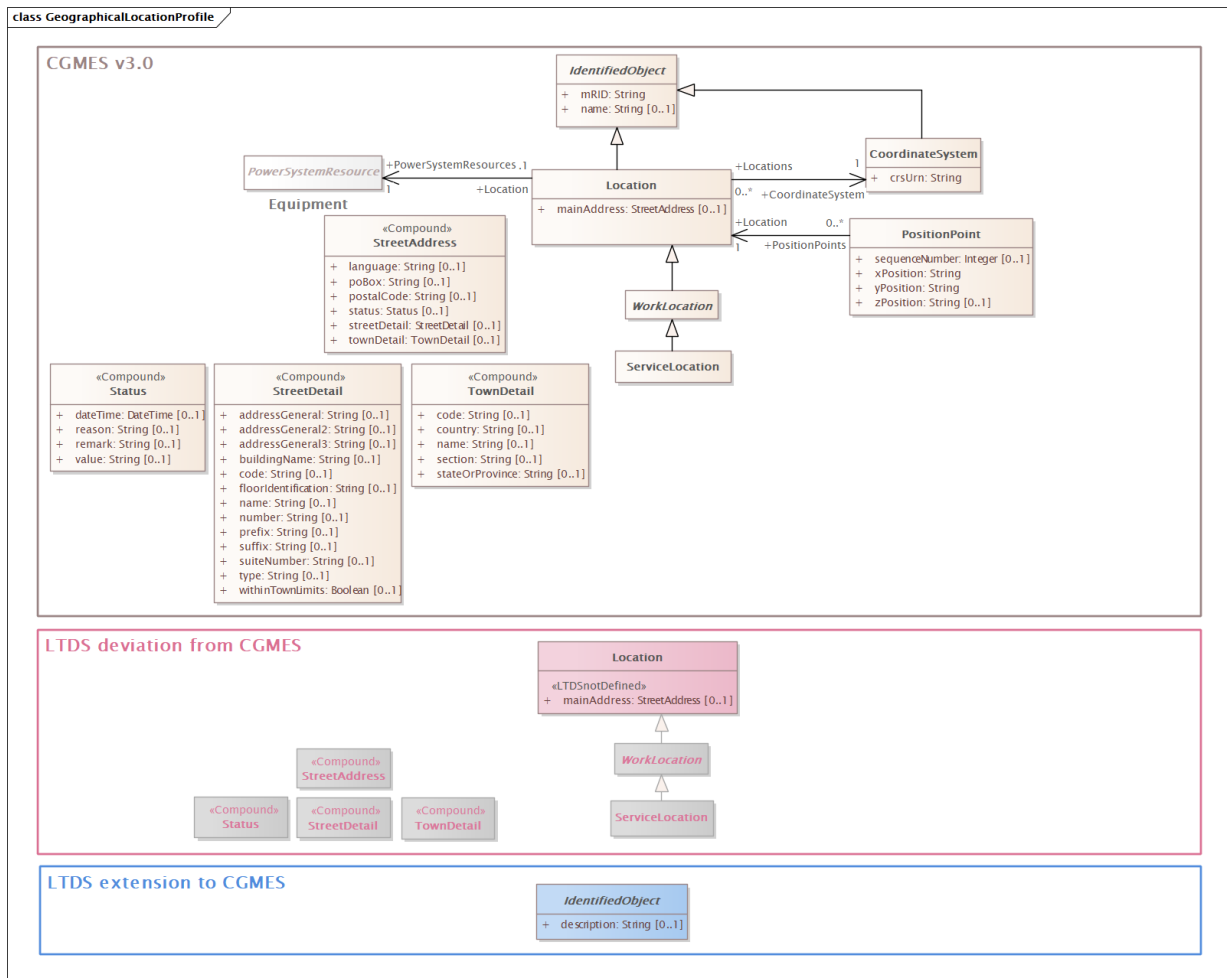 class GeographicalLocationProfile
CGMES v3.0
IdentifiedObject
+ mRID: String
+ name: String [0..1]
CoordinateSystem
+ crsUrn: String
PowerSystemResource
Equipment
+PowerSystemResources .1
1
+Location
Location
+ mainAddress: StreetAddress [0..1]
+Locations
1
0..*
+CoordinateSystem
+Location
0..*
1
+PositionPoints
PositionPoint
+ sequenceNumber: Integer [0..1]
+ xPosition: String
+ yPosition: String
+ zPosition: String [0..1]
«Compound»
StreetAddress
+ language: String [0..1]
+ poBox: String [0..1]
+ postalCode: String [0..1]
+ status: Status [0..1]
+ streetDetail: StreetDetail [0..1]
+ townDetail: TownDetail [0..1]
WorkLocation
ServiceLocation
«Compound»
Status
+ dateTime: DateTime [0..1]
+ reason: String [0..1]
+ remark: String [0..1]
+ value: String [0..1]
«Compound»
StreetDetail
+ addressGeneral: String [0..1]
+ addressGeneral2: String [0..1]
+ addressGeneral3: String [0..1]
+ buildingName: String [0..1]
+ code: String [0..1]
+ floorIdentification: String [0..1]
+ name: String [0..1]
+ number: String [0..1]
+ prefix: String [0..1]
+ suffix: String [0..1]
+ suiteNumber: String [0..1]
+ type: String [0..1]
+ withinTownLimits: Boolean [0..1]
«Compound»
TownDetail
+ code: String [0..1]
+ country: String [0..1]
+ name: String [0..1]
+ section: String [0..1]
+ stateOrProvince: String [0..1]
LTDS deviation from CGMES
Location
«LTDSnotDefined»
+ mainAddress: StreetAddress [0..1]
WorkLocation
ServiceLocation
«Compound»
StreetAddress
«Compound»
Status
«Compound»
StreetDetail
«Compound»
TownDetail
LTDS extension to CGMES
IdentifiedObject
+ description: String [0..1]